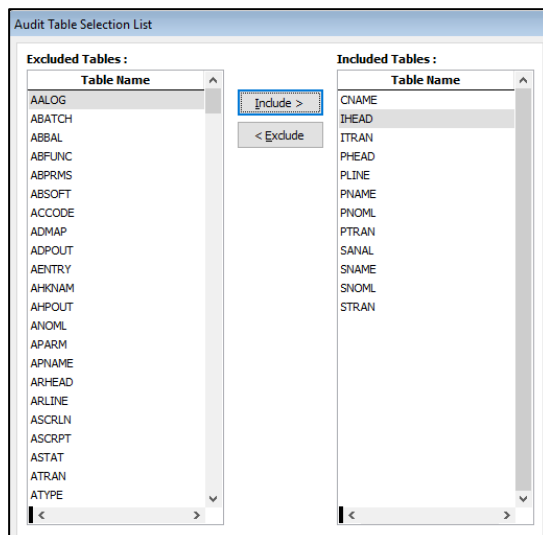 Audit Table Selection List
Excluded Tables :
Table Name
AALOG
ABATCH
ABBAL
ABFUNC
ABPRMS
ABSOFT
ACCODE
ADMAP
ADPOUT
AENTRY
AHKNAM
AHPOUT
ANOML
APARM
APNAME
ARHEAD
ARLINE
ASCRLN
ASCRPT
ASTAT
ATRAN
ATYPE
Include >
< Exclude
Included Tables :
Table Name
CNAME
IHEAD
ITRAN
PHEAD
PLINE
PNAME
PNOML
PTRAN
SANAL
SNAME
SNOML
STRAN